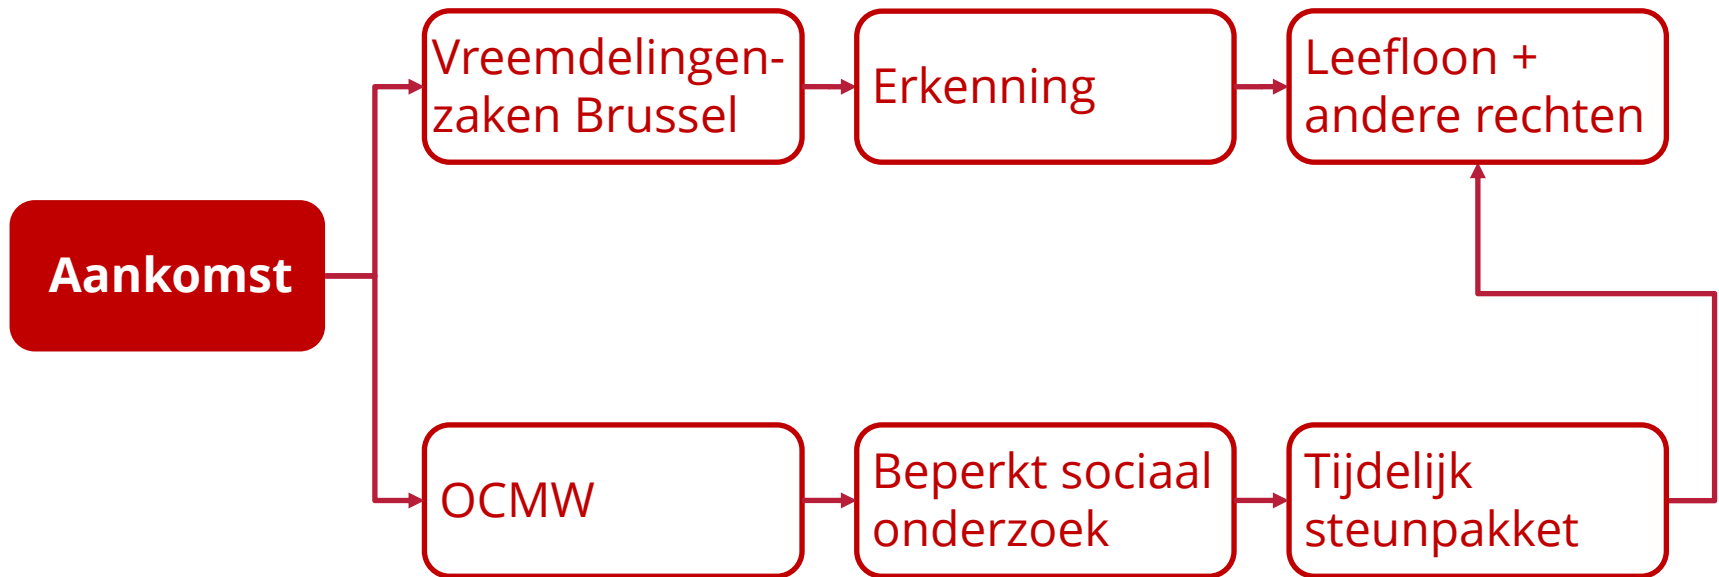 Vreemdelingen-
zaken Brussel
Erkenning
Leefloon +
andere rechten
Aankomst
OCMW
Beperkt sociaal
onderzoek
Tijdelijk
steunpakket